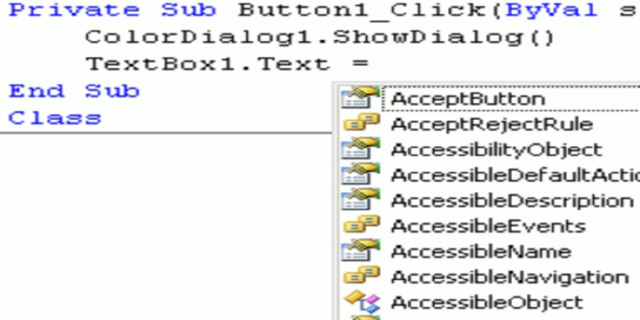 Private Sub Button1_Click(ByVal s
ColorDialog1.ShowDialog()
TextBox1.Text =
End Sub
Class
AcceptButton
AcceptRejectRule
AccessibilityObject
AccessibleDefaultActio
AccessibleDescription
AccessibleEvents
AccessibleName
AccessibleNavigation
AccessibleObject